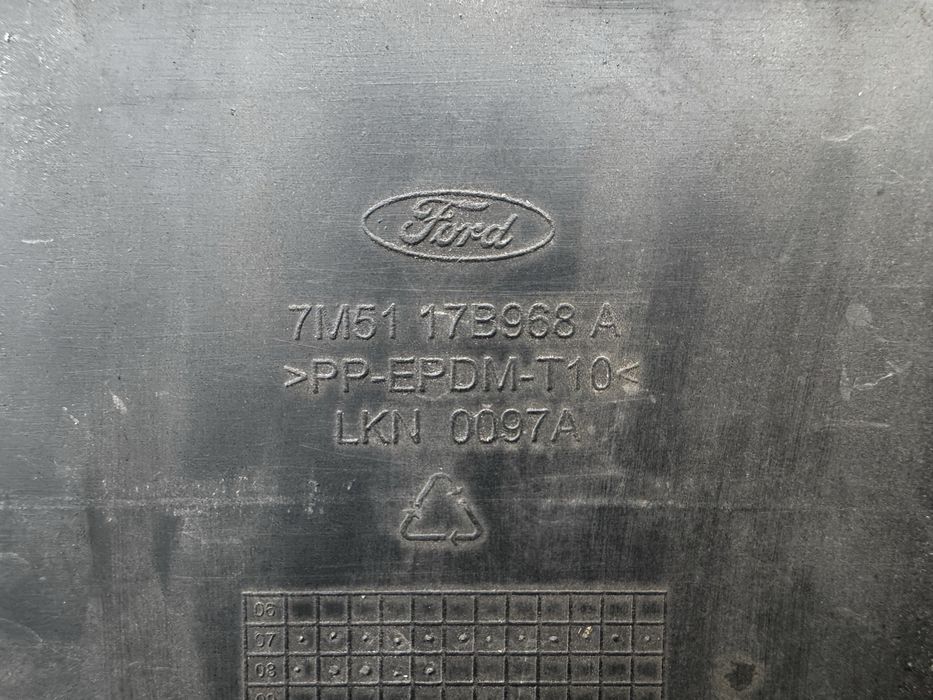 Ford
7M51 17B968 A
>PP-EPDM-T10<
LKN 0097A
06
07
08